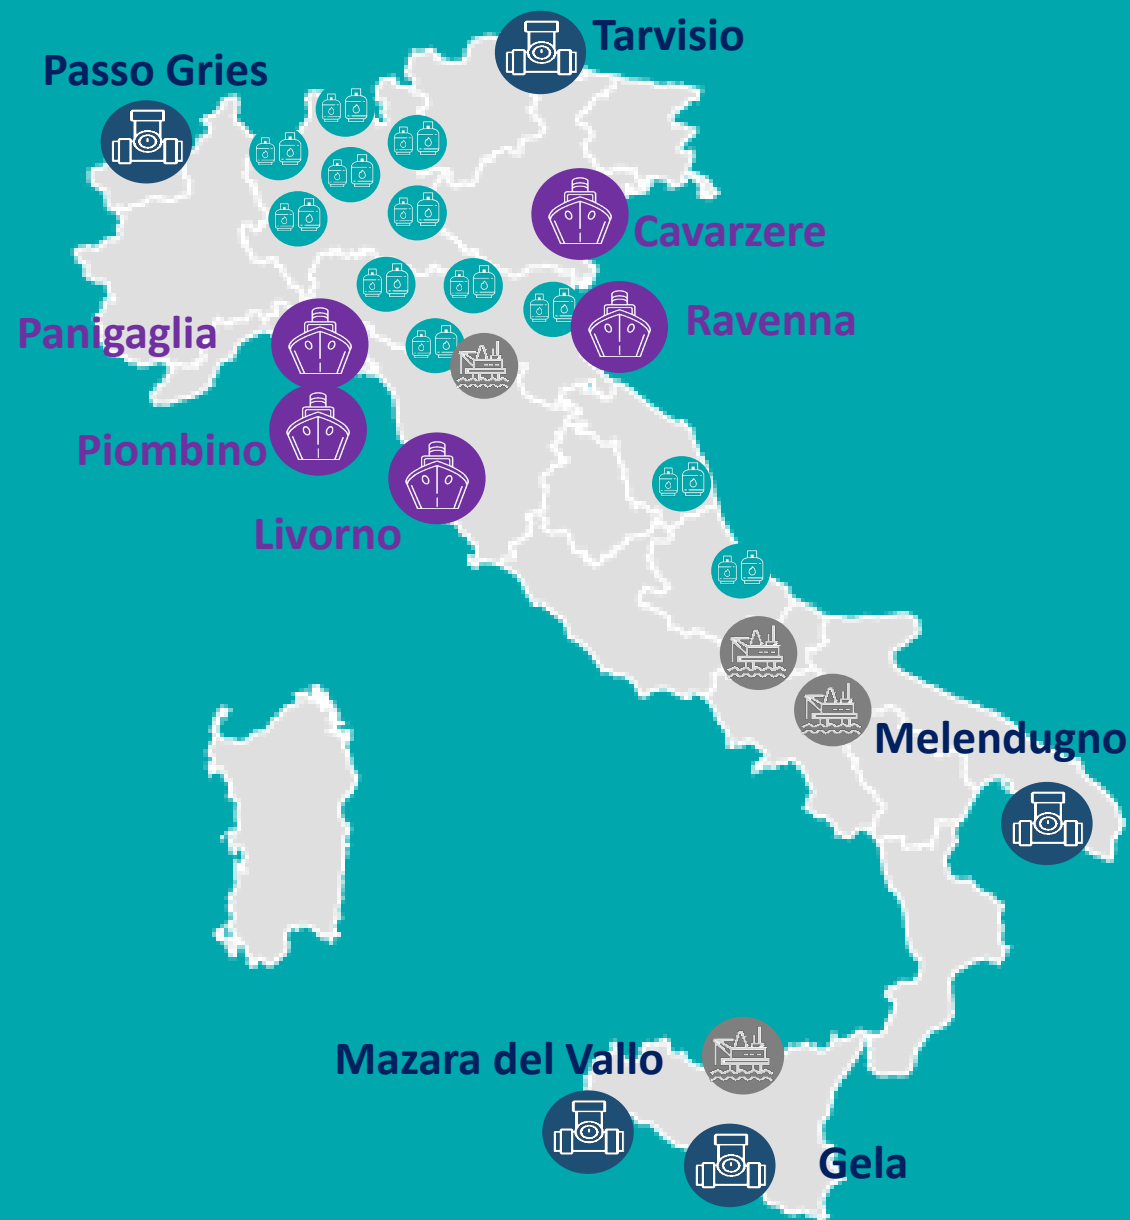 Tarvisio
Passo Gries
Cavarzere
Panigaglia
Ravenna
Piombino
Livorno
Melendugno
Mazara del Vallo
Gela